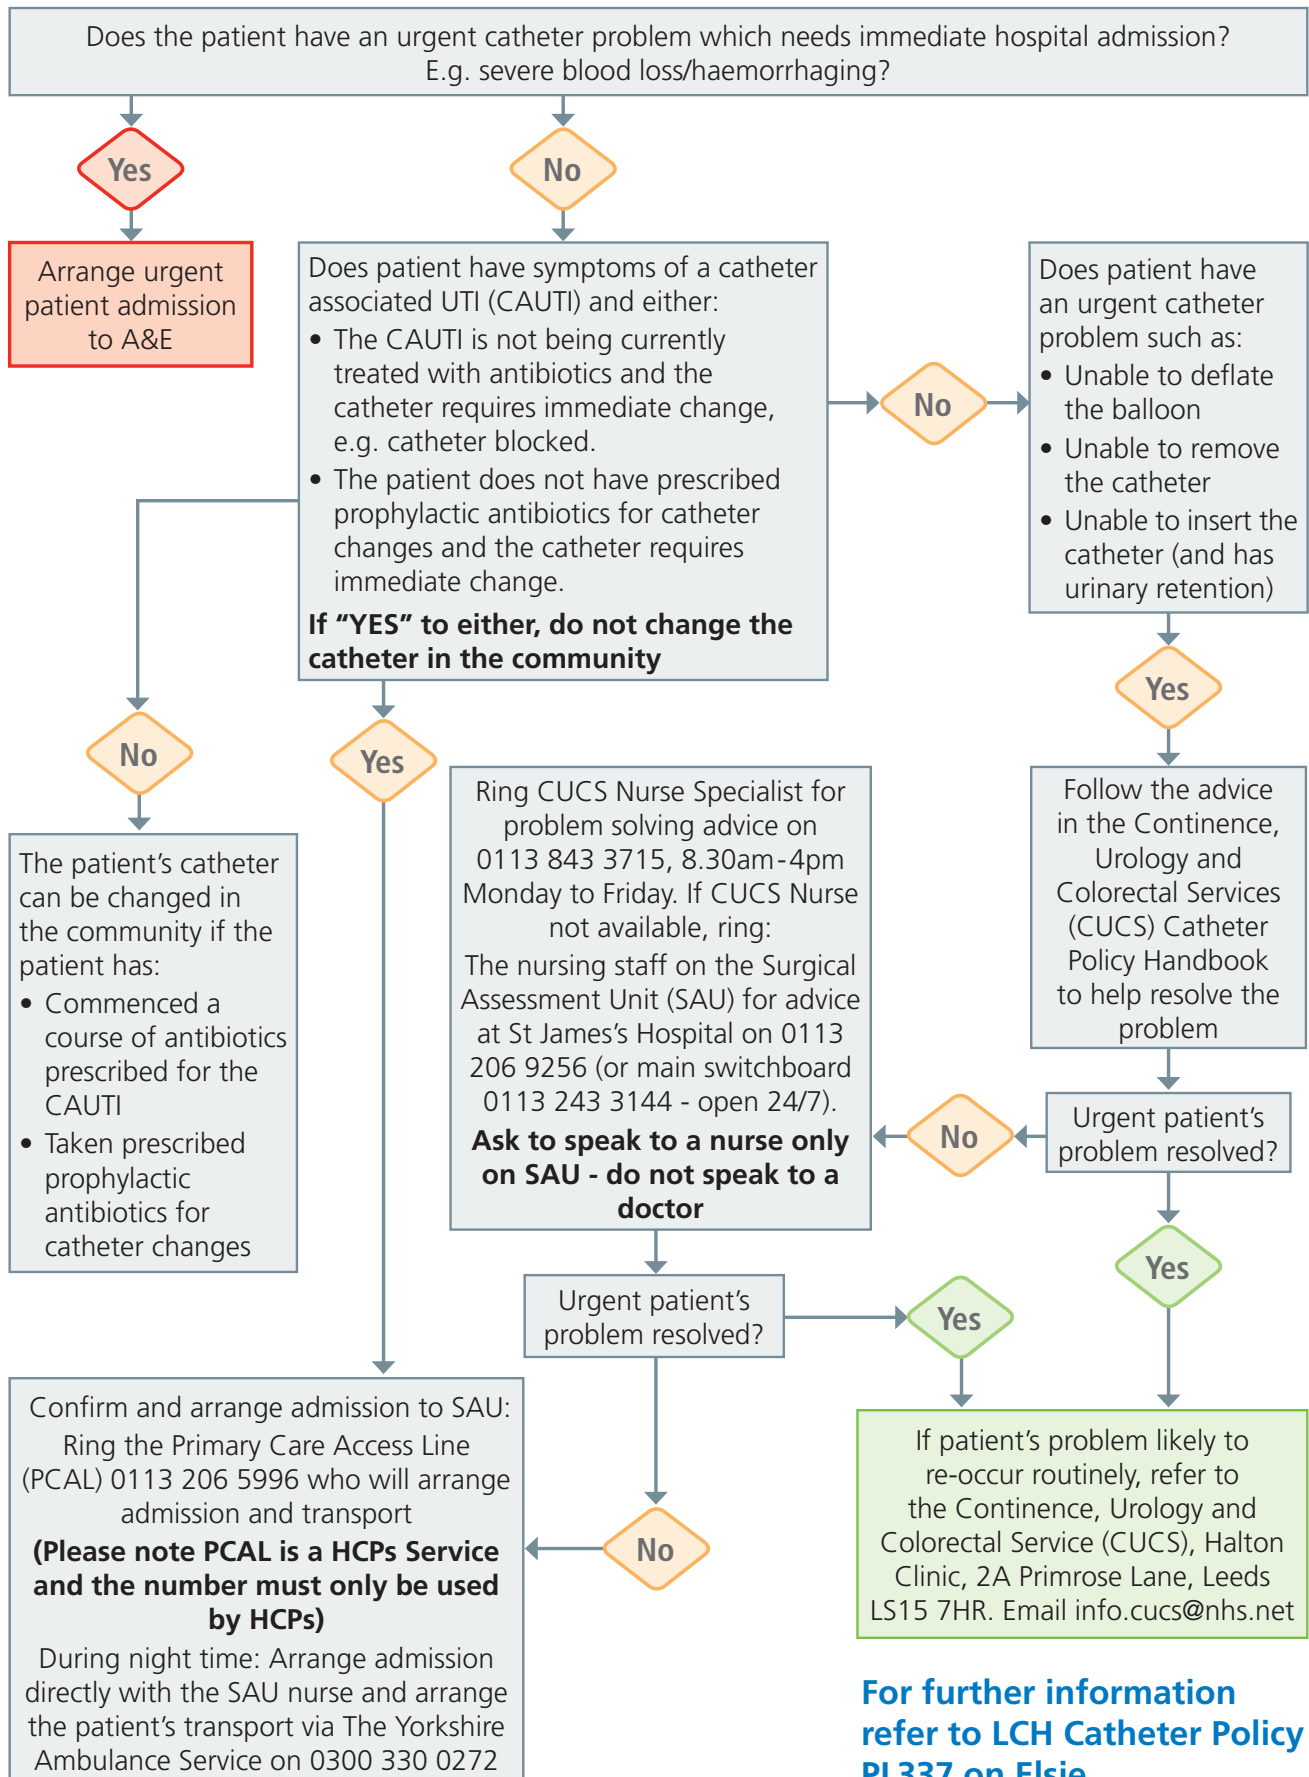 Does the patient have an urgent catheter problem which needs immediate hospital admission?
E.g. severe blood loss/haemorrhaging?
Yes
No
Arrange urgent
patient admission
to A&E
Does patient have symptoms of a catheter
associated UTI (CAUTI) and either:
• The CAUTI is not being currently
treated with antibiotics and the
catheter requires immediate change,
e.g. catheter blocked.
• The patient does not have prescribed
prophylactic antibiotics for catheter
changes and the catheter requires
immediate change.
If “YES” to either, do not change the
catheter in the community
No
Does patient have
an urgent catheter
problem such as:
• Unable to deflate
the balloon
• Unable to remove
the catheter
• Unable to insert the
catheter (and has
urinary retention)
Yes
No
Yes
The patient’s catheter
can be changed in
the community if the
patient has:
• Commenced a
course of antibiotics
prescribed for the
CAUTI
• Taken prescribed
prophylactic
antibiotics for
catheter changes
Ring CUCS Nurse Specialist for
problem solving advice on
0113 843 3715, 8.30am-4pm
Monday to Friday. If CUCS Nurse
not available, ring:
The nursing staff on the Surgical
Assessment Unit (SAU) for advice
at St James’s Hospital on 0113
206 9256 (or main switchboard
0113 243 3144 - open 24/7).
Ask to speak to a nurse only
on SAU - do not speak to a
doctor
Follow the advice
in the Continence,
Urology and
Colorectal Services
(CUCS) Catheter
Policy Handbook
to help resolve the
problem
Urgent patient’s
problem resolved?
No
Yes
Urgent patient’s
problem resolved?
Yes
No
Confirm and arrange admission to SAU:
Ring the Primary Care Access Line
(PCAL) 0113 206 5996 who will arrange
admission and transport
(Please note PCAL is a HCPs Service
and the number must only be used
by HCPs)
During night time: Arrange admission
directly with the SAU nurse and arrange
the patient’s transport via The Yorkshire
Ambulance Service on 0300 330 0272
If patient’s problem likely to
re-occur routinely, refer to
the Continence, Urology and
Colorectal Service (CUCS), Halton
Clinic, 2A Primrose Lane, Leeds
LS15 7HR. Email info.cucs@nhs.net
For further information
refer to LCH Catheter Policy
PL337 on Elsie